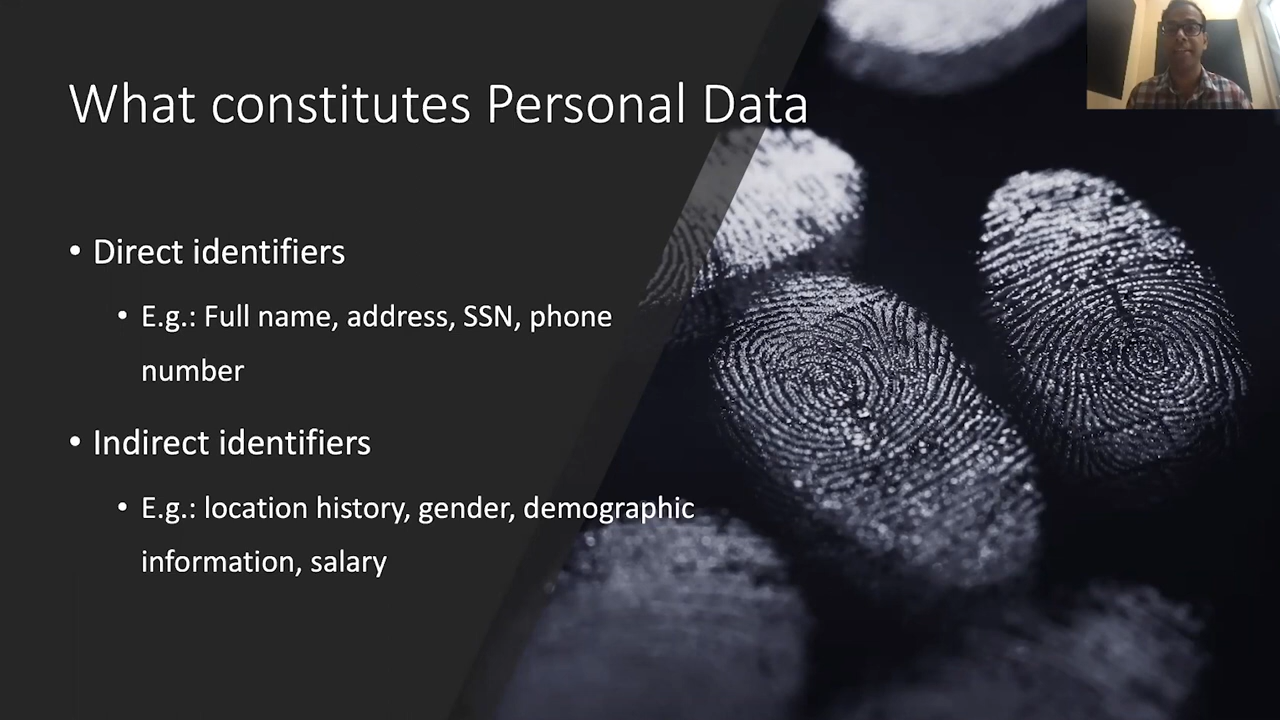 What constitutes Personal Data
• Direct identifiers
• E.g.: Full name, address, SSN, phone
number
• Indirect identifiers
• E.g.: location history, gender, demographic
information, salary